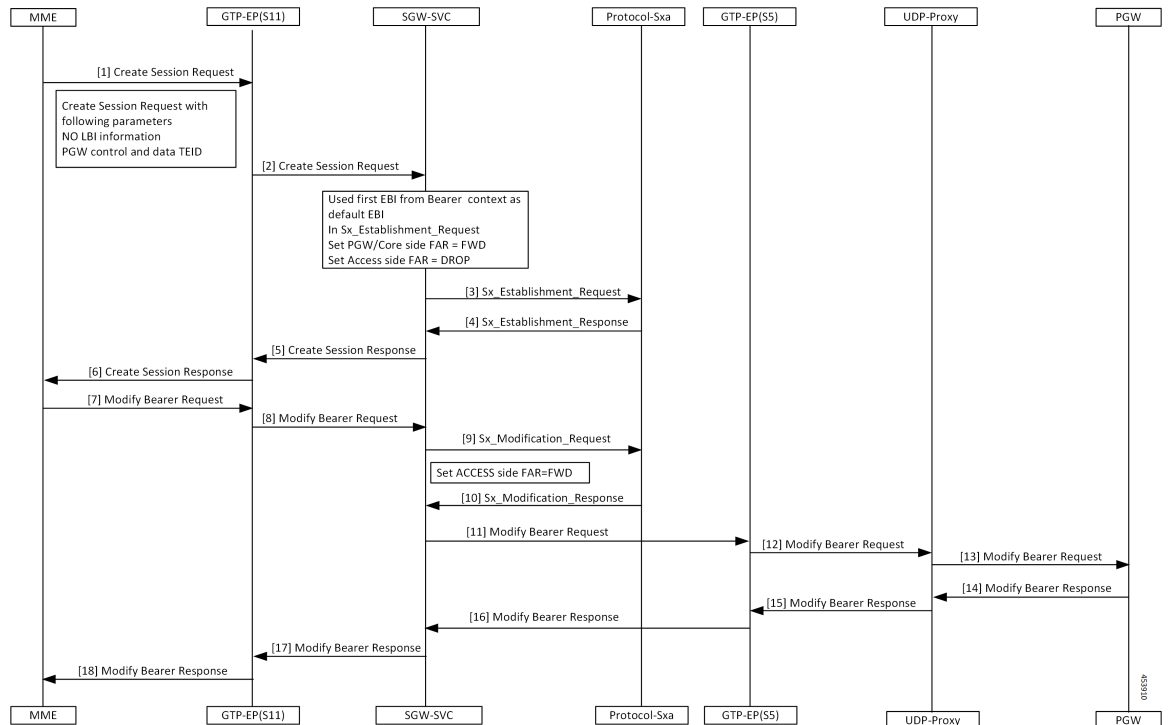 MME
GTP-EP(S11)
SGW-SVC
Protocol-Sxa
GTP-EP(S5)
UDP-Proxy
PGW
[1] Create Session Request
Create Session Request with
following parameters
NO LBI information
PGW control and data TEID
[2] Create Session Request
Used first EBI from Bearer context as
default EBI
In Sx_Establishment_Request
Set PGW/Core side FAR = FWD
Set Access side FAR = DROP
[3] Sx_Establishment_Request
[4] Sx_Establishment_Response
[5] Create Session Response
[6] Create Session Response
[7] Modify Bearer Request
[8] Modify Bearer Request
[9] Sx_Modification_Request
Set ACCESS side FAR=FWD
[10] Sx_Modification_Response
[11] Modify Bearer Request
[12] Modify Bearer Request
[13] Modify Bearer Request
[14] Modify Bearer Response
[15] Modify Bearer Response
[16] Modify Bearer Response
[17] Modify Bearer Response
[18] Modify Bearer Response
453910
MME
GTP-EP(S11)
SGW-SVC
Protocol-Sxa
GTP-EP(S5)
UDP-Proxy
PGW